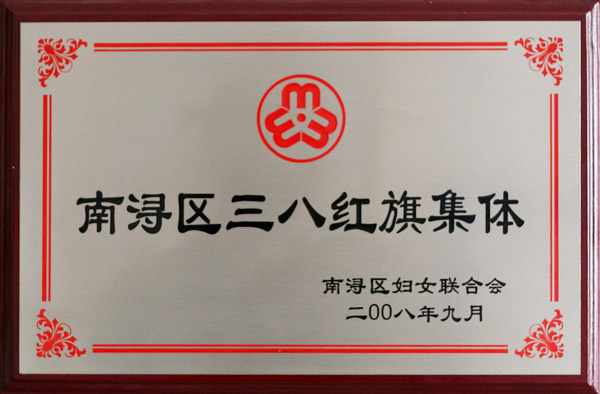 南浔区三八红旗集体
南浔区妇女联合会
二00八年九月